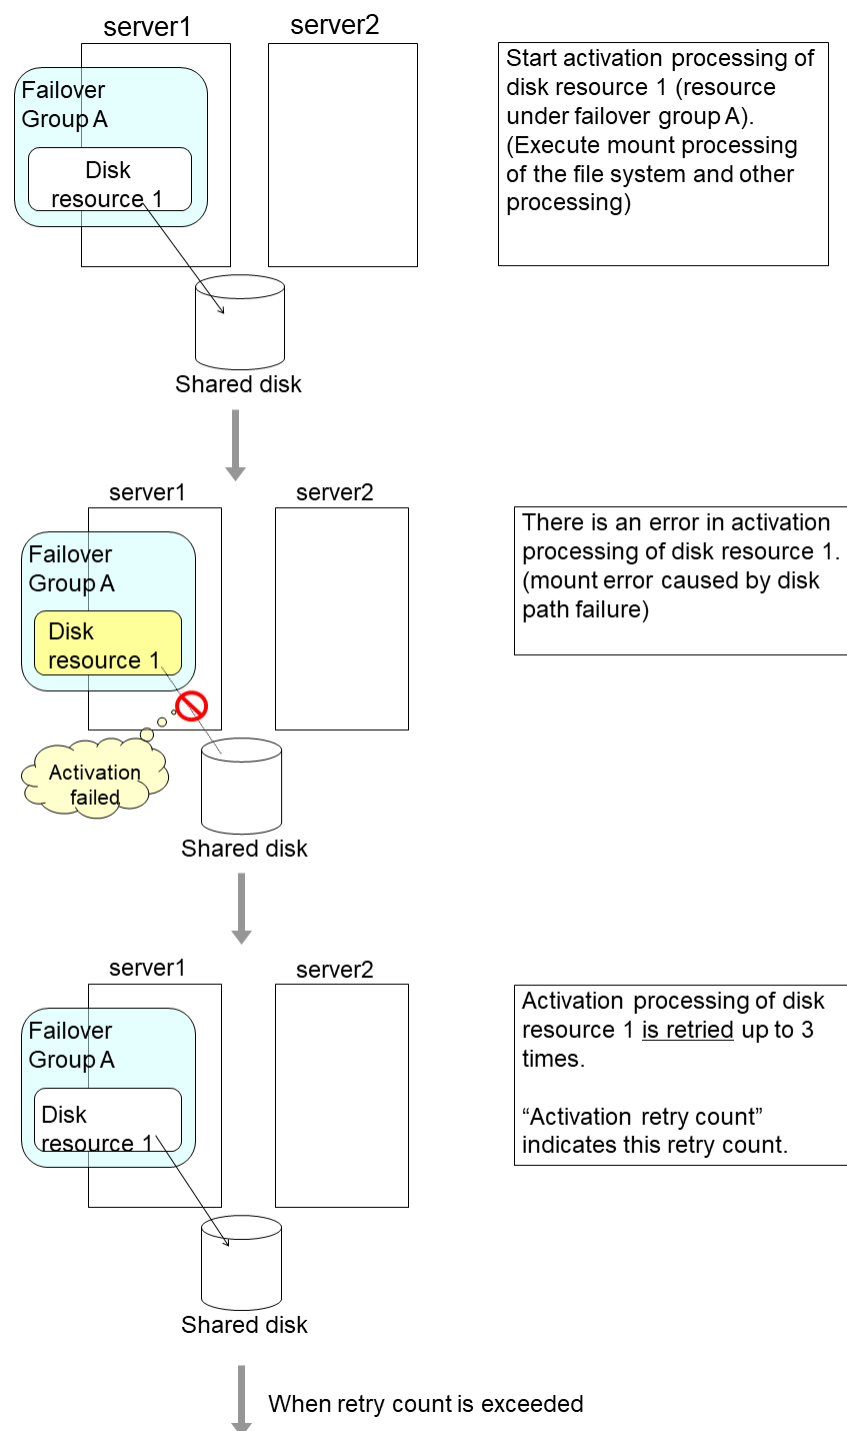 server1
server2
Failover
Group A
Disk
resource 1
Shared disk
Start activation processing of
disk resource 1 (resource
under failover group A).
(Execute mount processing
of the file system and other
processing)
server1
server2
Failover
Group A
Disk
resource 1
Activation
failed
Shared disk
There is an error in activation
processing of disk resource 1.
(mount error caused by disk
path failure)
server1
server2
Failover
Group A
Disk
resource 1
Shared disk
Activation processing of disk
resource 1 is retried up to 3
times.
“Activation retry count”
indicates this retry count.
When retry count is exceeded